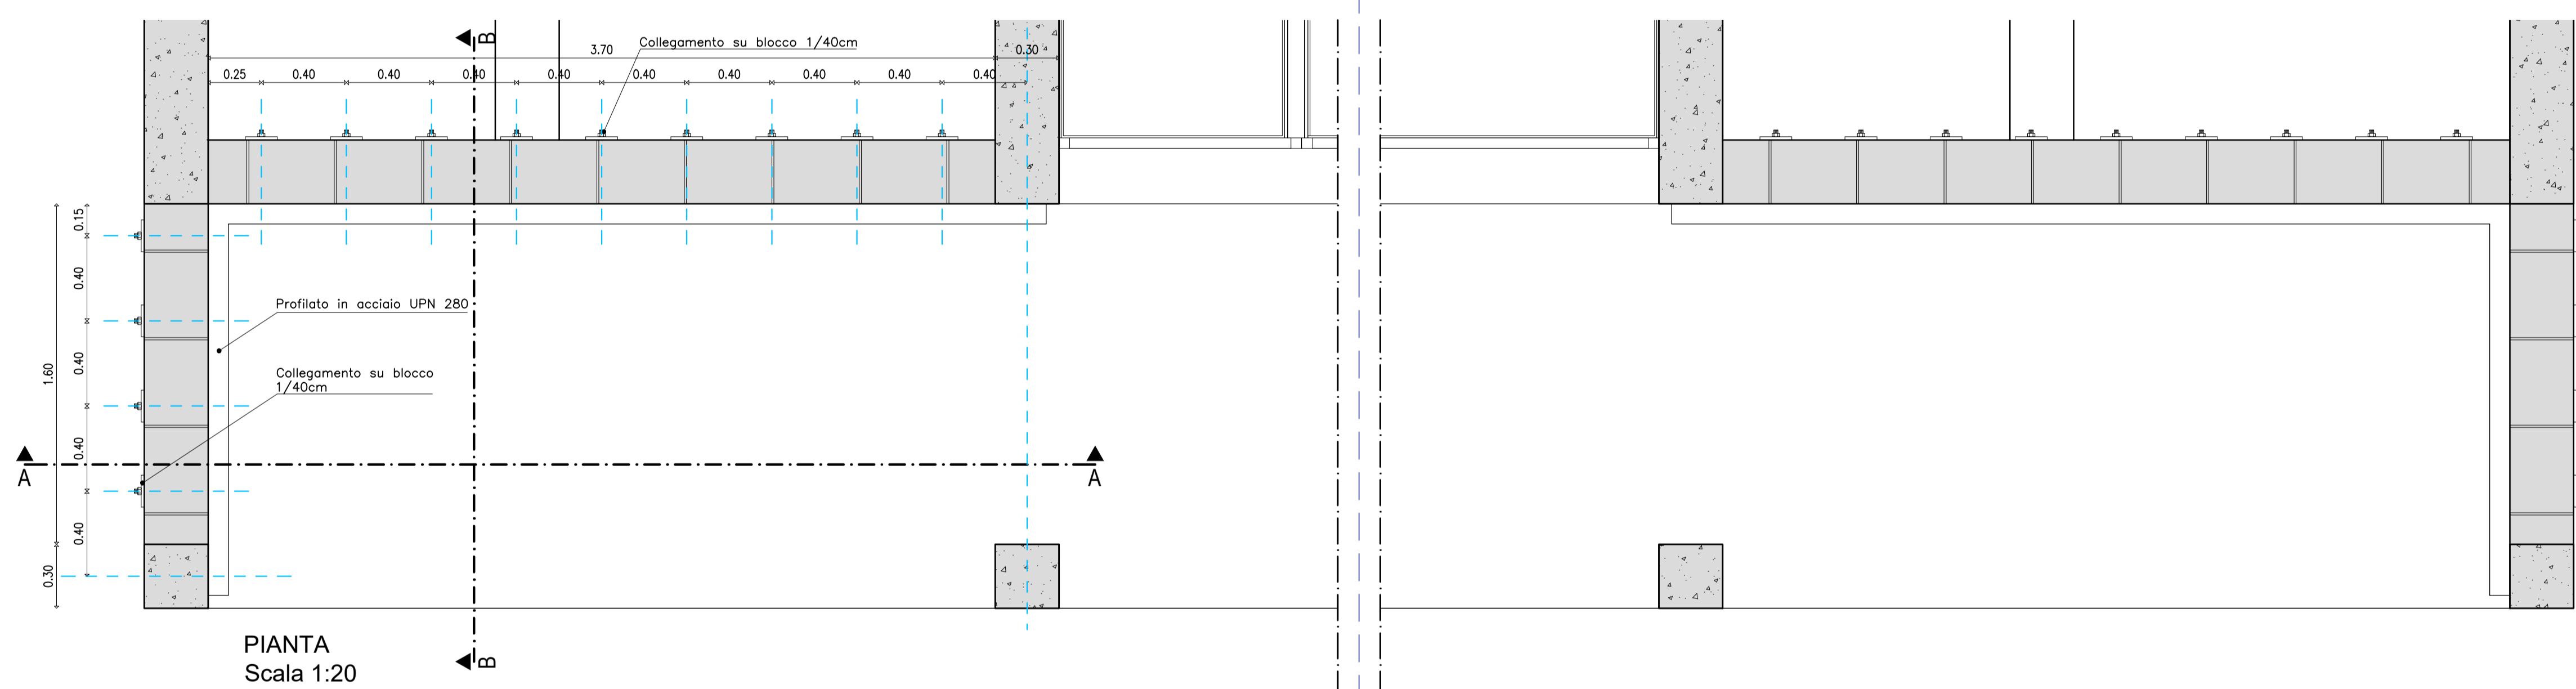 B
3.70
Collegamento su blocco 1/40cm
0.30
0.25 0.40 0.40 0.40 0.40 0.40 0.40 0.40 0.40 0.40
0.15
0.40
Profilato in acciaio UPN 280
0.40
1.60
Collegamento su blocco
1/40cm
0.40
A
A
0.40
0.30
PIANTA
B
Scala 1:20